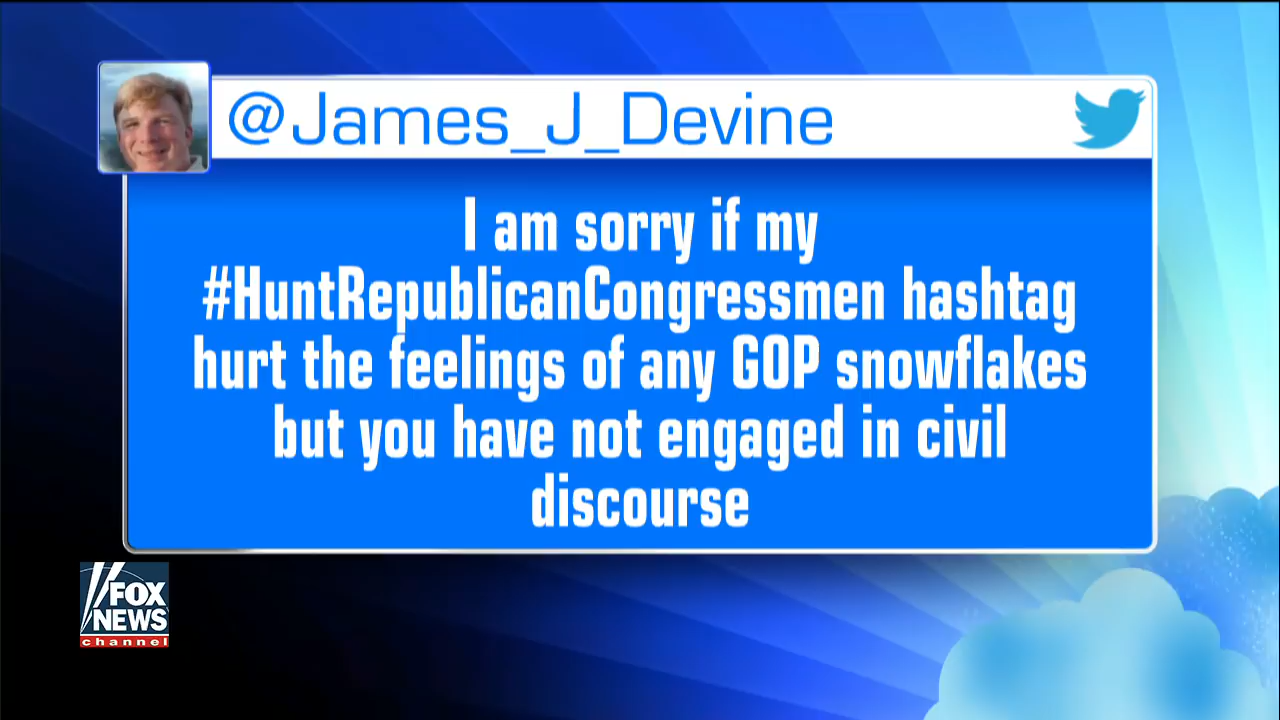 @James_J_Devine
I am sorry if my
#HuntRepublicanCongressmen hashtag
hurt the feelings of any GOP snowflakes
but you have not engaged in civil
discourse
FOX
NEWS
channel